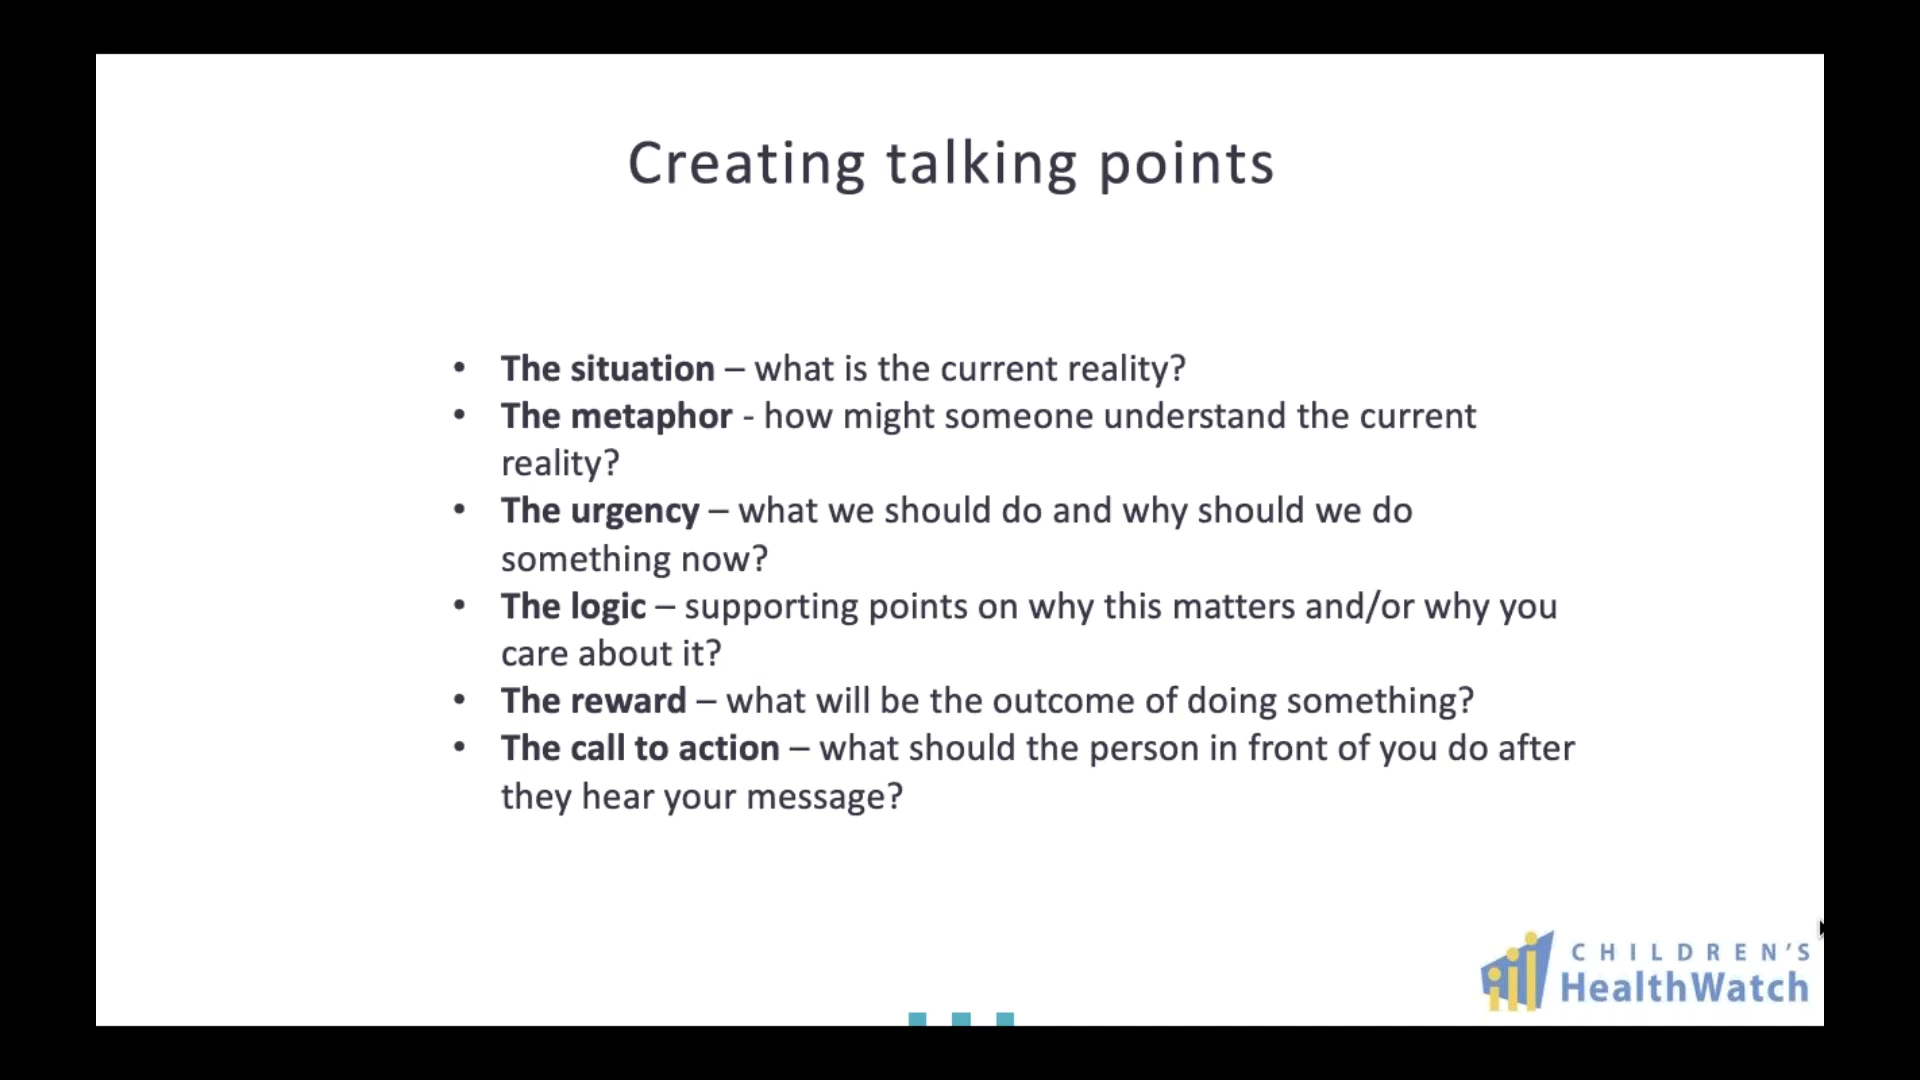 Creating talking points
• The situation – what is the current reality?
• The metaphor - how might someone understand the current
reality?
• The urgency – what we should do and why should we do
something now?
• The logic – supporting points on why this matters and/or why you
care about it?
• The reward – what will be the outcome of doing something?
• The call to action – what should the person in front of you do after
they hear your message?
CHILDREN'S
HealthWatch